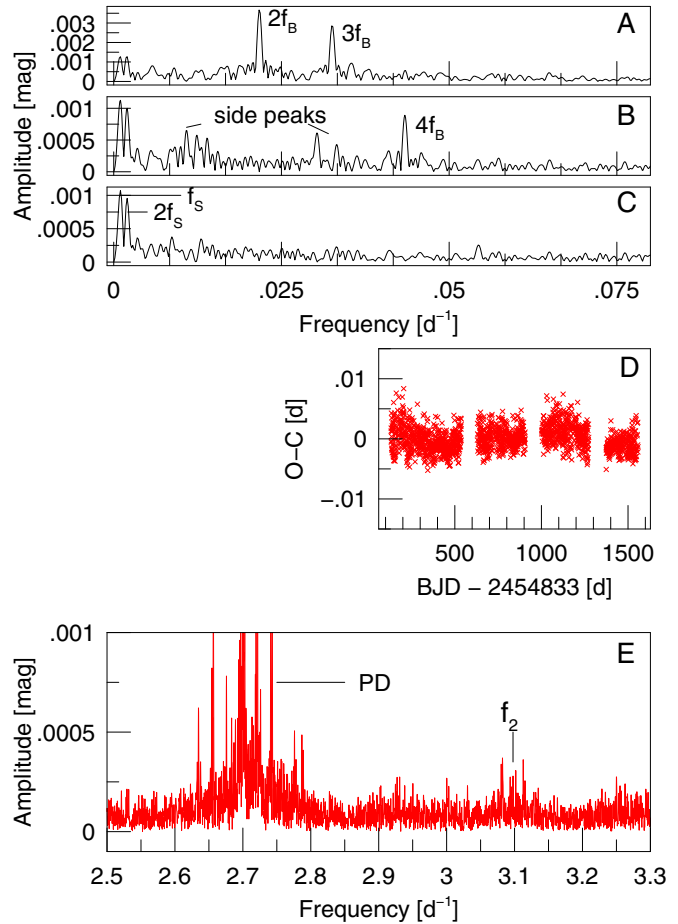 A
2f_B
3f_B
.003
.002
.001
0
Amplitude [mag]
B
side peaks
4f_B
.001
.0005
0
C
f_S
2f_S
.001
.0005
0
0 .025 .05 .075
Frequency [d⁻¹]
D
.01
0
−.01
O−C [d]
500 1000 1500
BJD − 2454833 [d]
E
PD
f_2
.001
.0005
0
Amplitude [mag]
2.5 2.6 2.7 2.8 2.9 3 3.1 3.2 3.3
Frequency [d⁻¹]